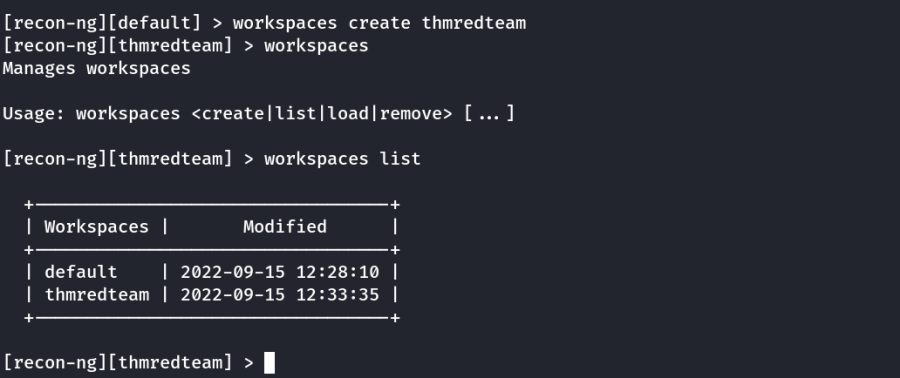 [recon-ng][default] > workspaces create thmredteam
[recon-ng][thmredteam] > workspaces
Manages workspaces
Usage: workspaces <create|list|load|remove> [...]
[recon-ng][thmredteam] > workspaces list
+----------------------------------+
| Workspaces |       Modified      |
+----------------------------------+
| default    | 2022-09-15 12:28:10 |
| thmredteam | 2022-09-15 12:33:35 |
+----------------------------------+
[recon-ng][thmredteam] >